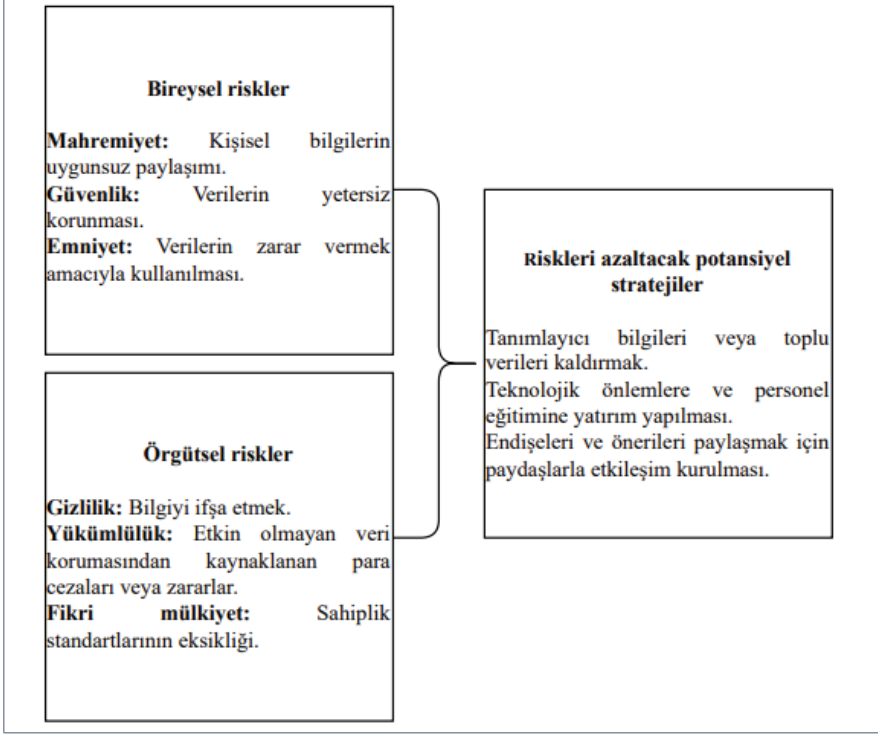 Bireysel riskler
Mahremiyet: Kişisel bilgilerin
uygunsuz paylaşımı.
Güvenlik: Verilerin yetersiz
korunması.
Emniyet: Verilerin zarar vermek
amacıyla kullanılması.
Örgütsel riskler
Gizlilik: Bilgiyi ifşa etmek.
Yükümlülük: Etkin olmayan veri
korumasından kaynaklanan para
cezaları veya zararlar.
Fikri mülkiyet: Sahiplik
standartlarının eksikliği.
Riskleri azaltacak potansiyel
stratejiler
Tanımlayıcı bilgileri veya toplu
verileri kaldırmak.
Teknolojik önlemlere ve personel
eğitimine yatırım yapılması.
Endişeleri ve önerileri paylaşmak için
paydaşlarla etkileşim kurulması.